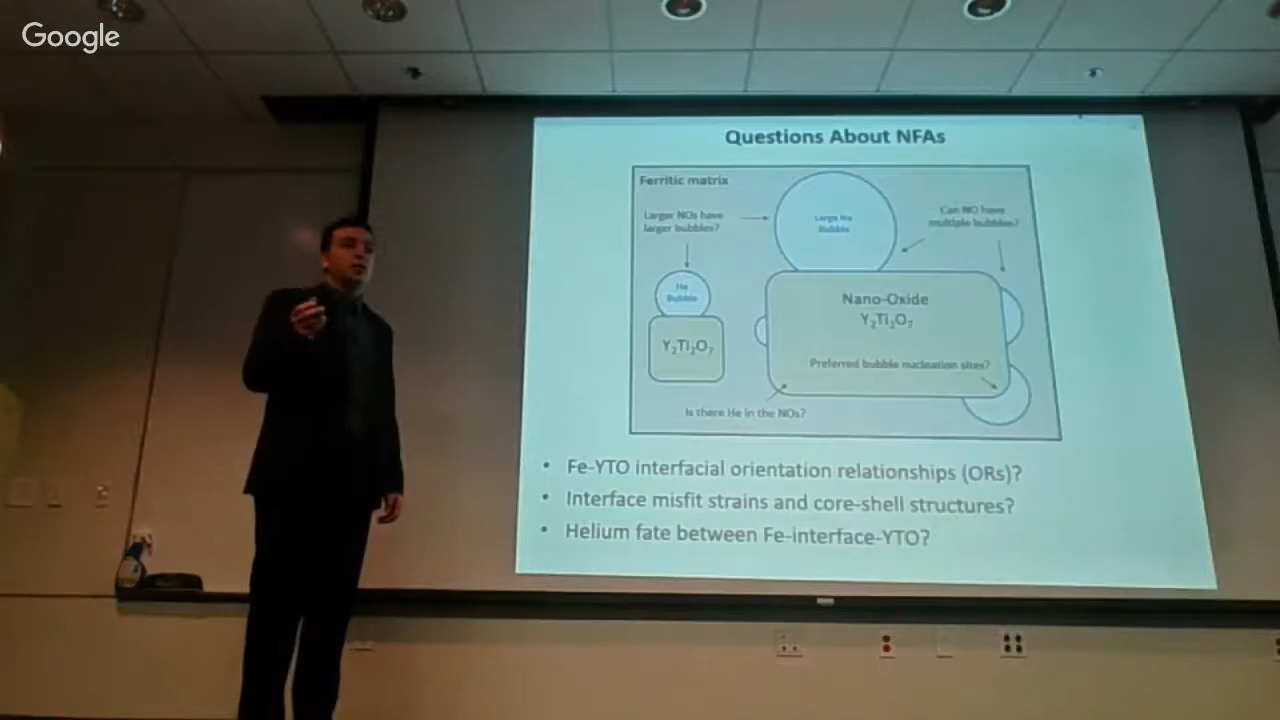 Google
Questions About NFAs
Ferritic matrix
Larger NOs have
larger bubbles?
Large He
Bubble
Can NO have
multiple bubbles?
He
Bubble
Y₂Ti₂O₇
Nano-Oxide
Y₂Ti₂O₇
Preferred bubble nucleation sites?
Is there He in the NOs?
• Fe-YTO interfacial orientation relationships (ORs)?
• Interface misfit strains and core-shell structures?
• Helium fate between Fe-interface-YTO?